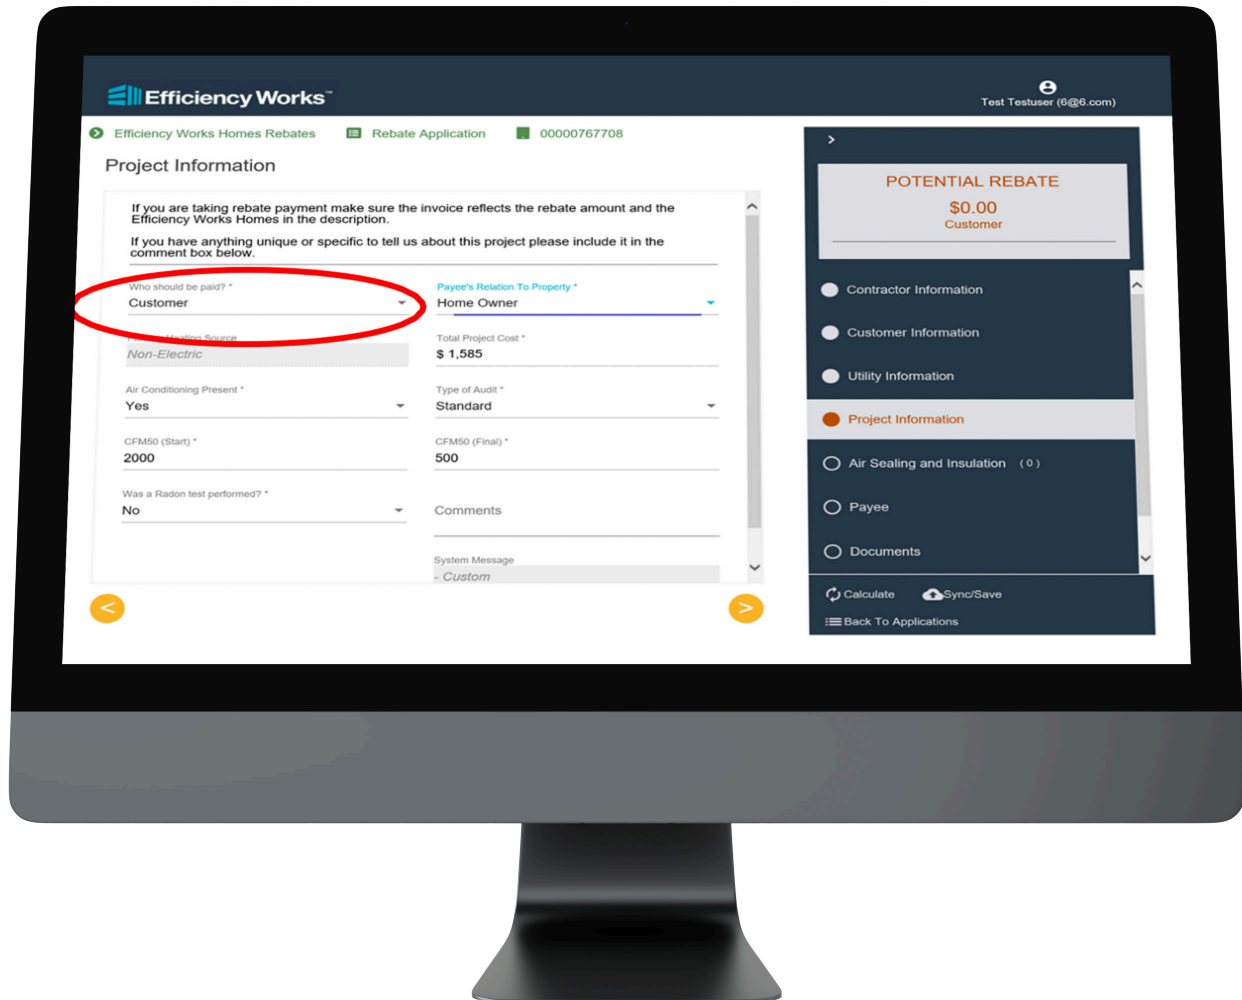 Efficiency Works™
Test Testuser (6@6.com)
Efficiency Works Homes Rebates
Rebate Application
00000767708
Project Information
If you are taking rebate payment make sure the invoice reflects the rebate amount and the
Efficiency Works Homes in the description.
If you have anything unique or specific to tell us about this project please include it in the
comment box below.
Who should be paid? *
Customer
Payee's Relation To Property *
Home Owner
Heating Source
Non-Electric
Total Project Cost *
$ 1,585
Air Conditioning Present *
Yes
Type of Audit *
Standard
CFM50 (Start) *
2000
CFM50 (Final) *
500
Was a Radon test performed? *
No
Comments
System Message
- Custom
<
>
>
POTENTIAL REBATE
$0.00
Customer
Contractor Information
Customer Information
Utility Information
Project Information
Air Sealing and Insulation (0)
Payee
Documents
Calculate
Sync/Save
Back To Applications